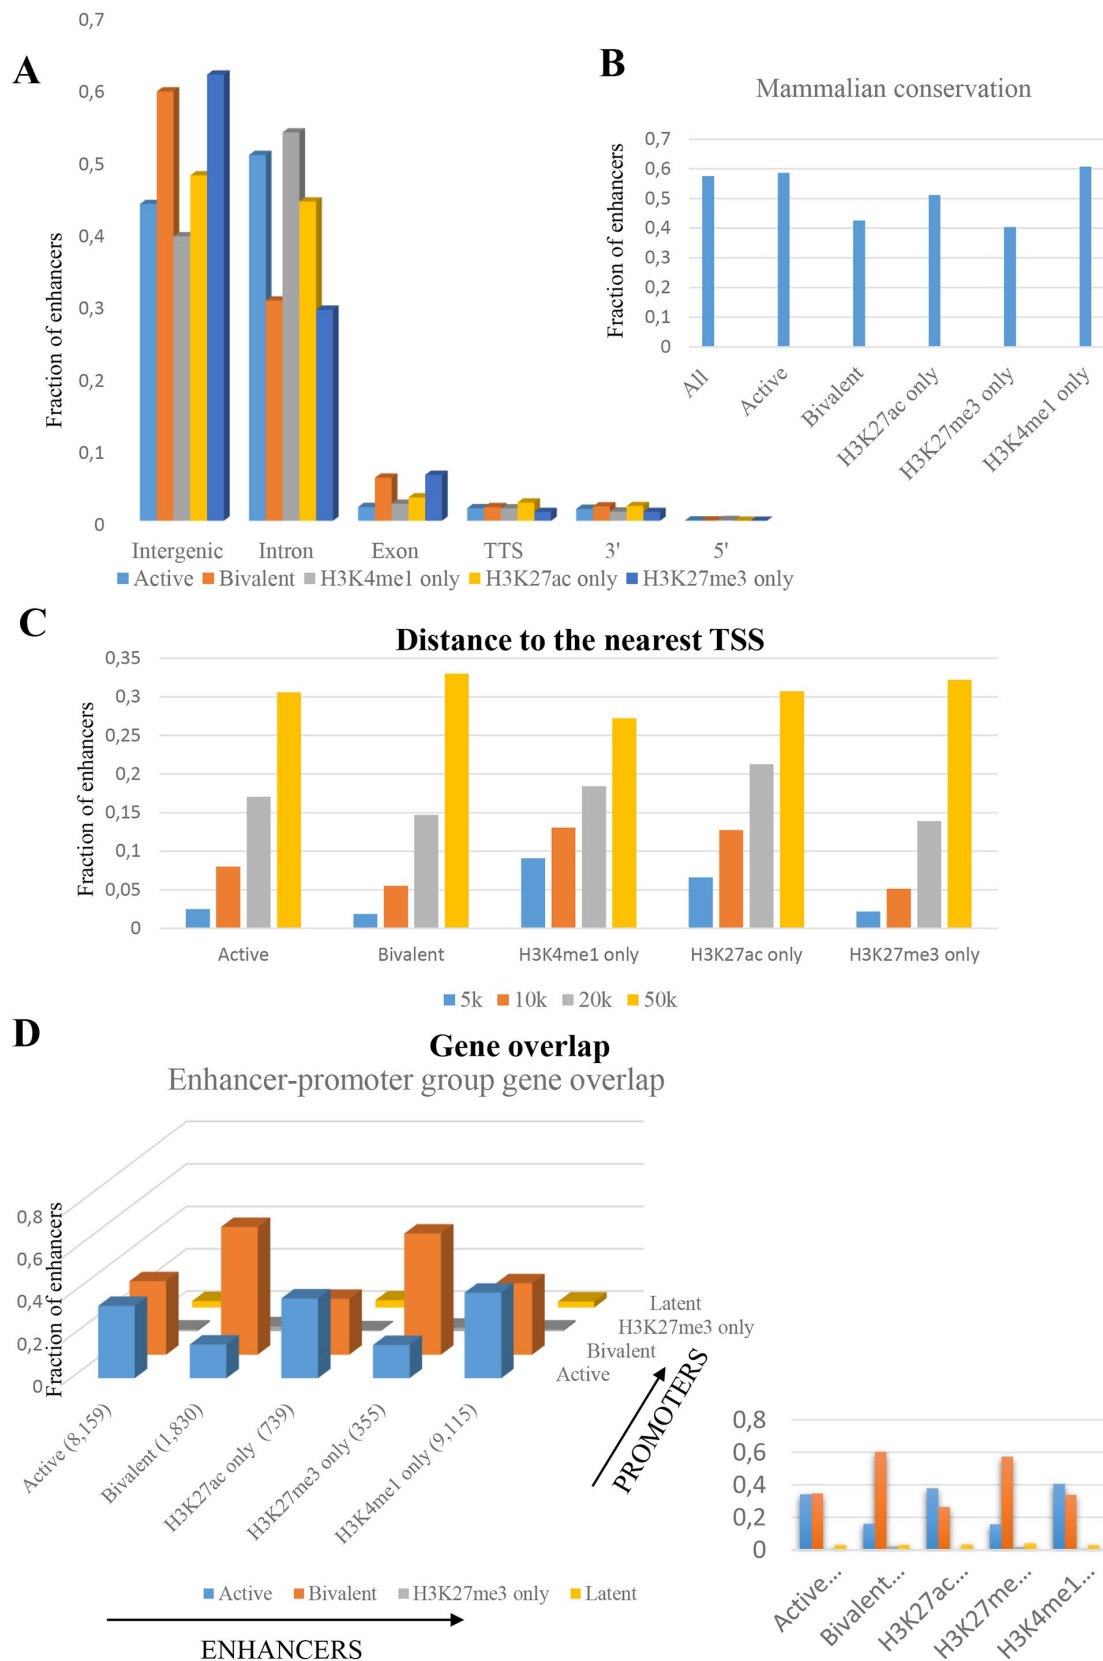 A
0,7
0,6
0,5
0,4
0,3
0,2
0,1
0
Fraction of enhancers
Intergenic Intron Exon TTS 3' 5'
Active Bivalent H3K4me1 only H3K27ac only H3K27me3 only
B
Mammalian conservation
0,7
0,6
0,5
0,4
0,3
0,2
0,1
0
Fraction of enhancers
All
Active
Bivalent
H3K27ac only
H3K27me3 only
H3K4me1 only
C
Distance to the nearest TSS
0,35
0,3
0,25
0,2
0,15
0,1
0,05
0
Fraction of enhancers
Active Bivalent H3K4me1 only H3K27ac only H3K27me3 only
5k 10k 20k 50k
D
Gene overlap
Enhancer-promoter group gene overlap
0,8
0,6
0,4
0,2
0
Fraction of enhancers
Latent
H3K27me3 only
Bivalent
Active
PROMOTERS
Active (8,159)
Bivalent (1,830)
H3K27ac only (739)
H3K27me3 only (355)
H3K4me1 only (9,115)
Active Bivalent H3K27me3 only Latent
ENHANCERS
0,8
0,6
0,4
0,2
0
Active...
Bivalent...
H3K27ac...
H3K27me...
H3K4me1...